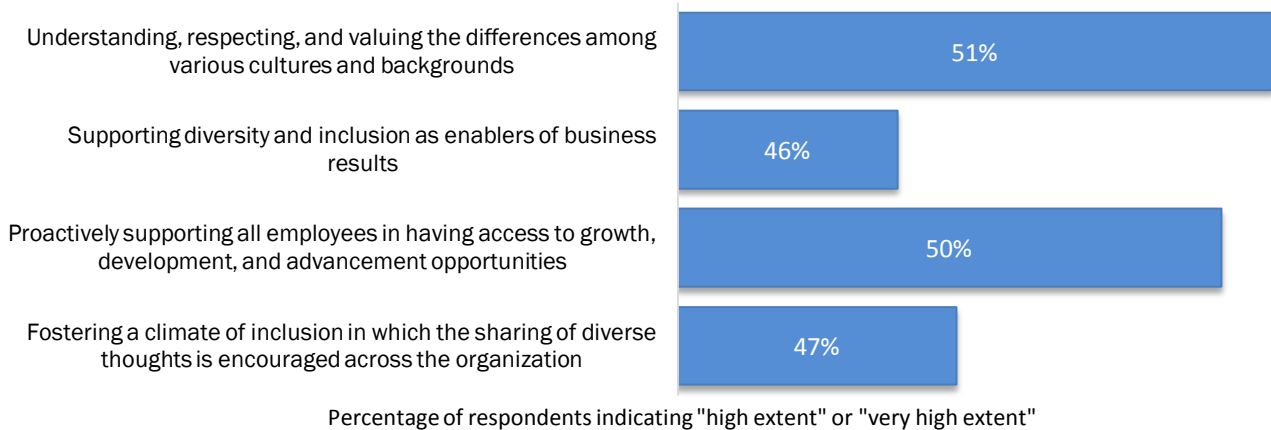 Understanding, respecting, and valuing the differences among
various cultures and backgrounds
51%
Supporting diversity and inclusion as enablers of business
results
46%
Proactively supporting all employees in having access to growth,
development, and advancement opportunities
50%
Fostering a climate of inclusion in which the sharing of diverse
thoughts is encouraged across the organization
47%
Percentage of respondents indicating "high extent" or "very high extent"